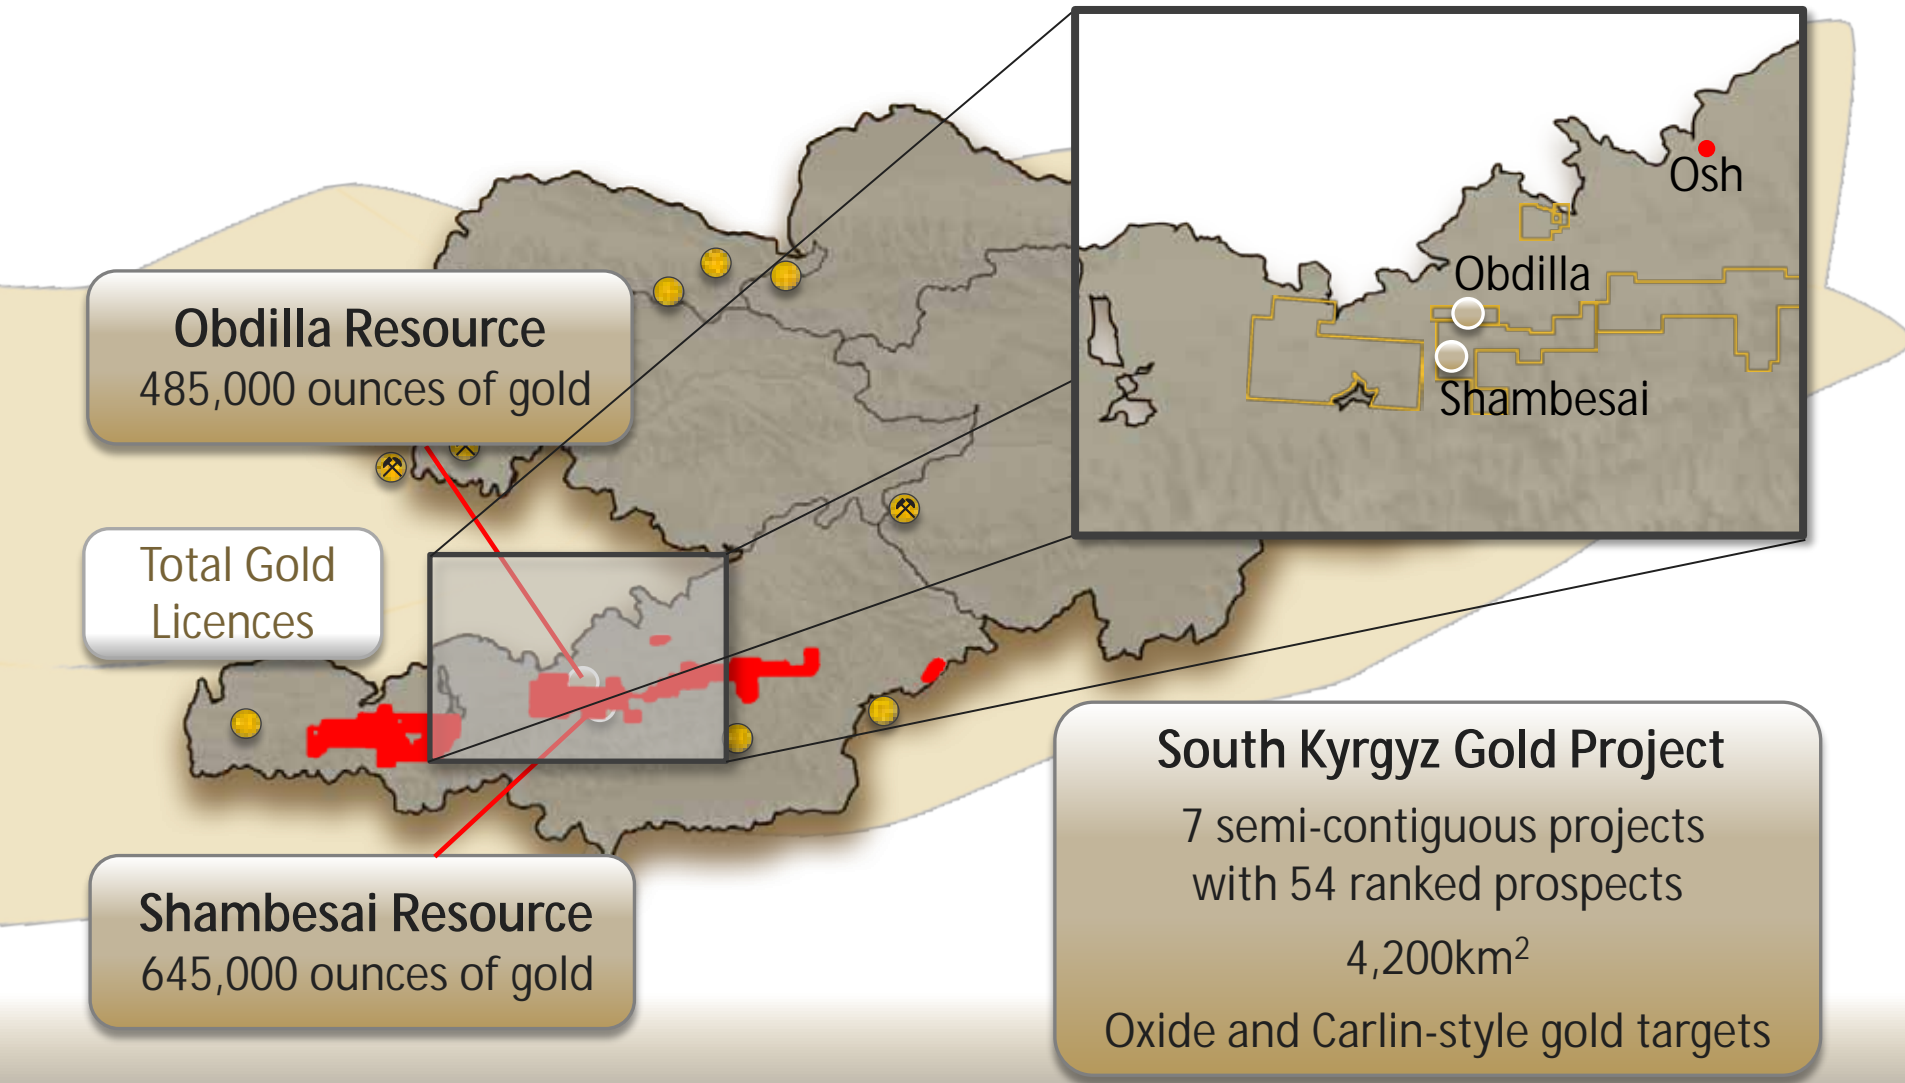 Osh
Obdilla
Shambesai
Obdilla Resource
485,000 ounces of gold
Total Gold
Licences
Shambesai Resource
645,000 ounces of gold
South Kyrgyz Gold Project
7 semi-contiguous projects
with 54 ranked prospects
4,200km²
Oxide and Carlin-style gold targets